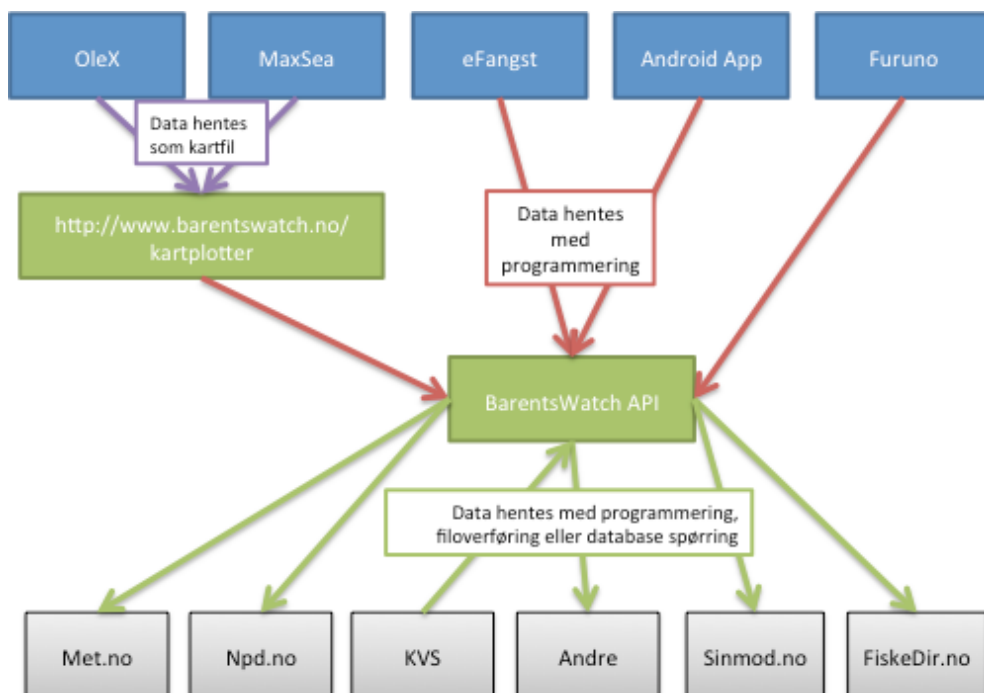 OleX
MaxSea
eFangst
Android App
Furuno
Data hentes
som kartfil
http://www.barentswatch.no/
kartplotter
Data hentes
med
programmering
BarentsWatch API
Data hentes med programmering,
filoverføring eller database spørring
Met.no
Npd.no
KVS
Andre
Sinmod.no
FiskeDir.no